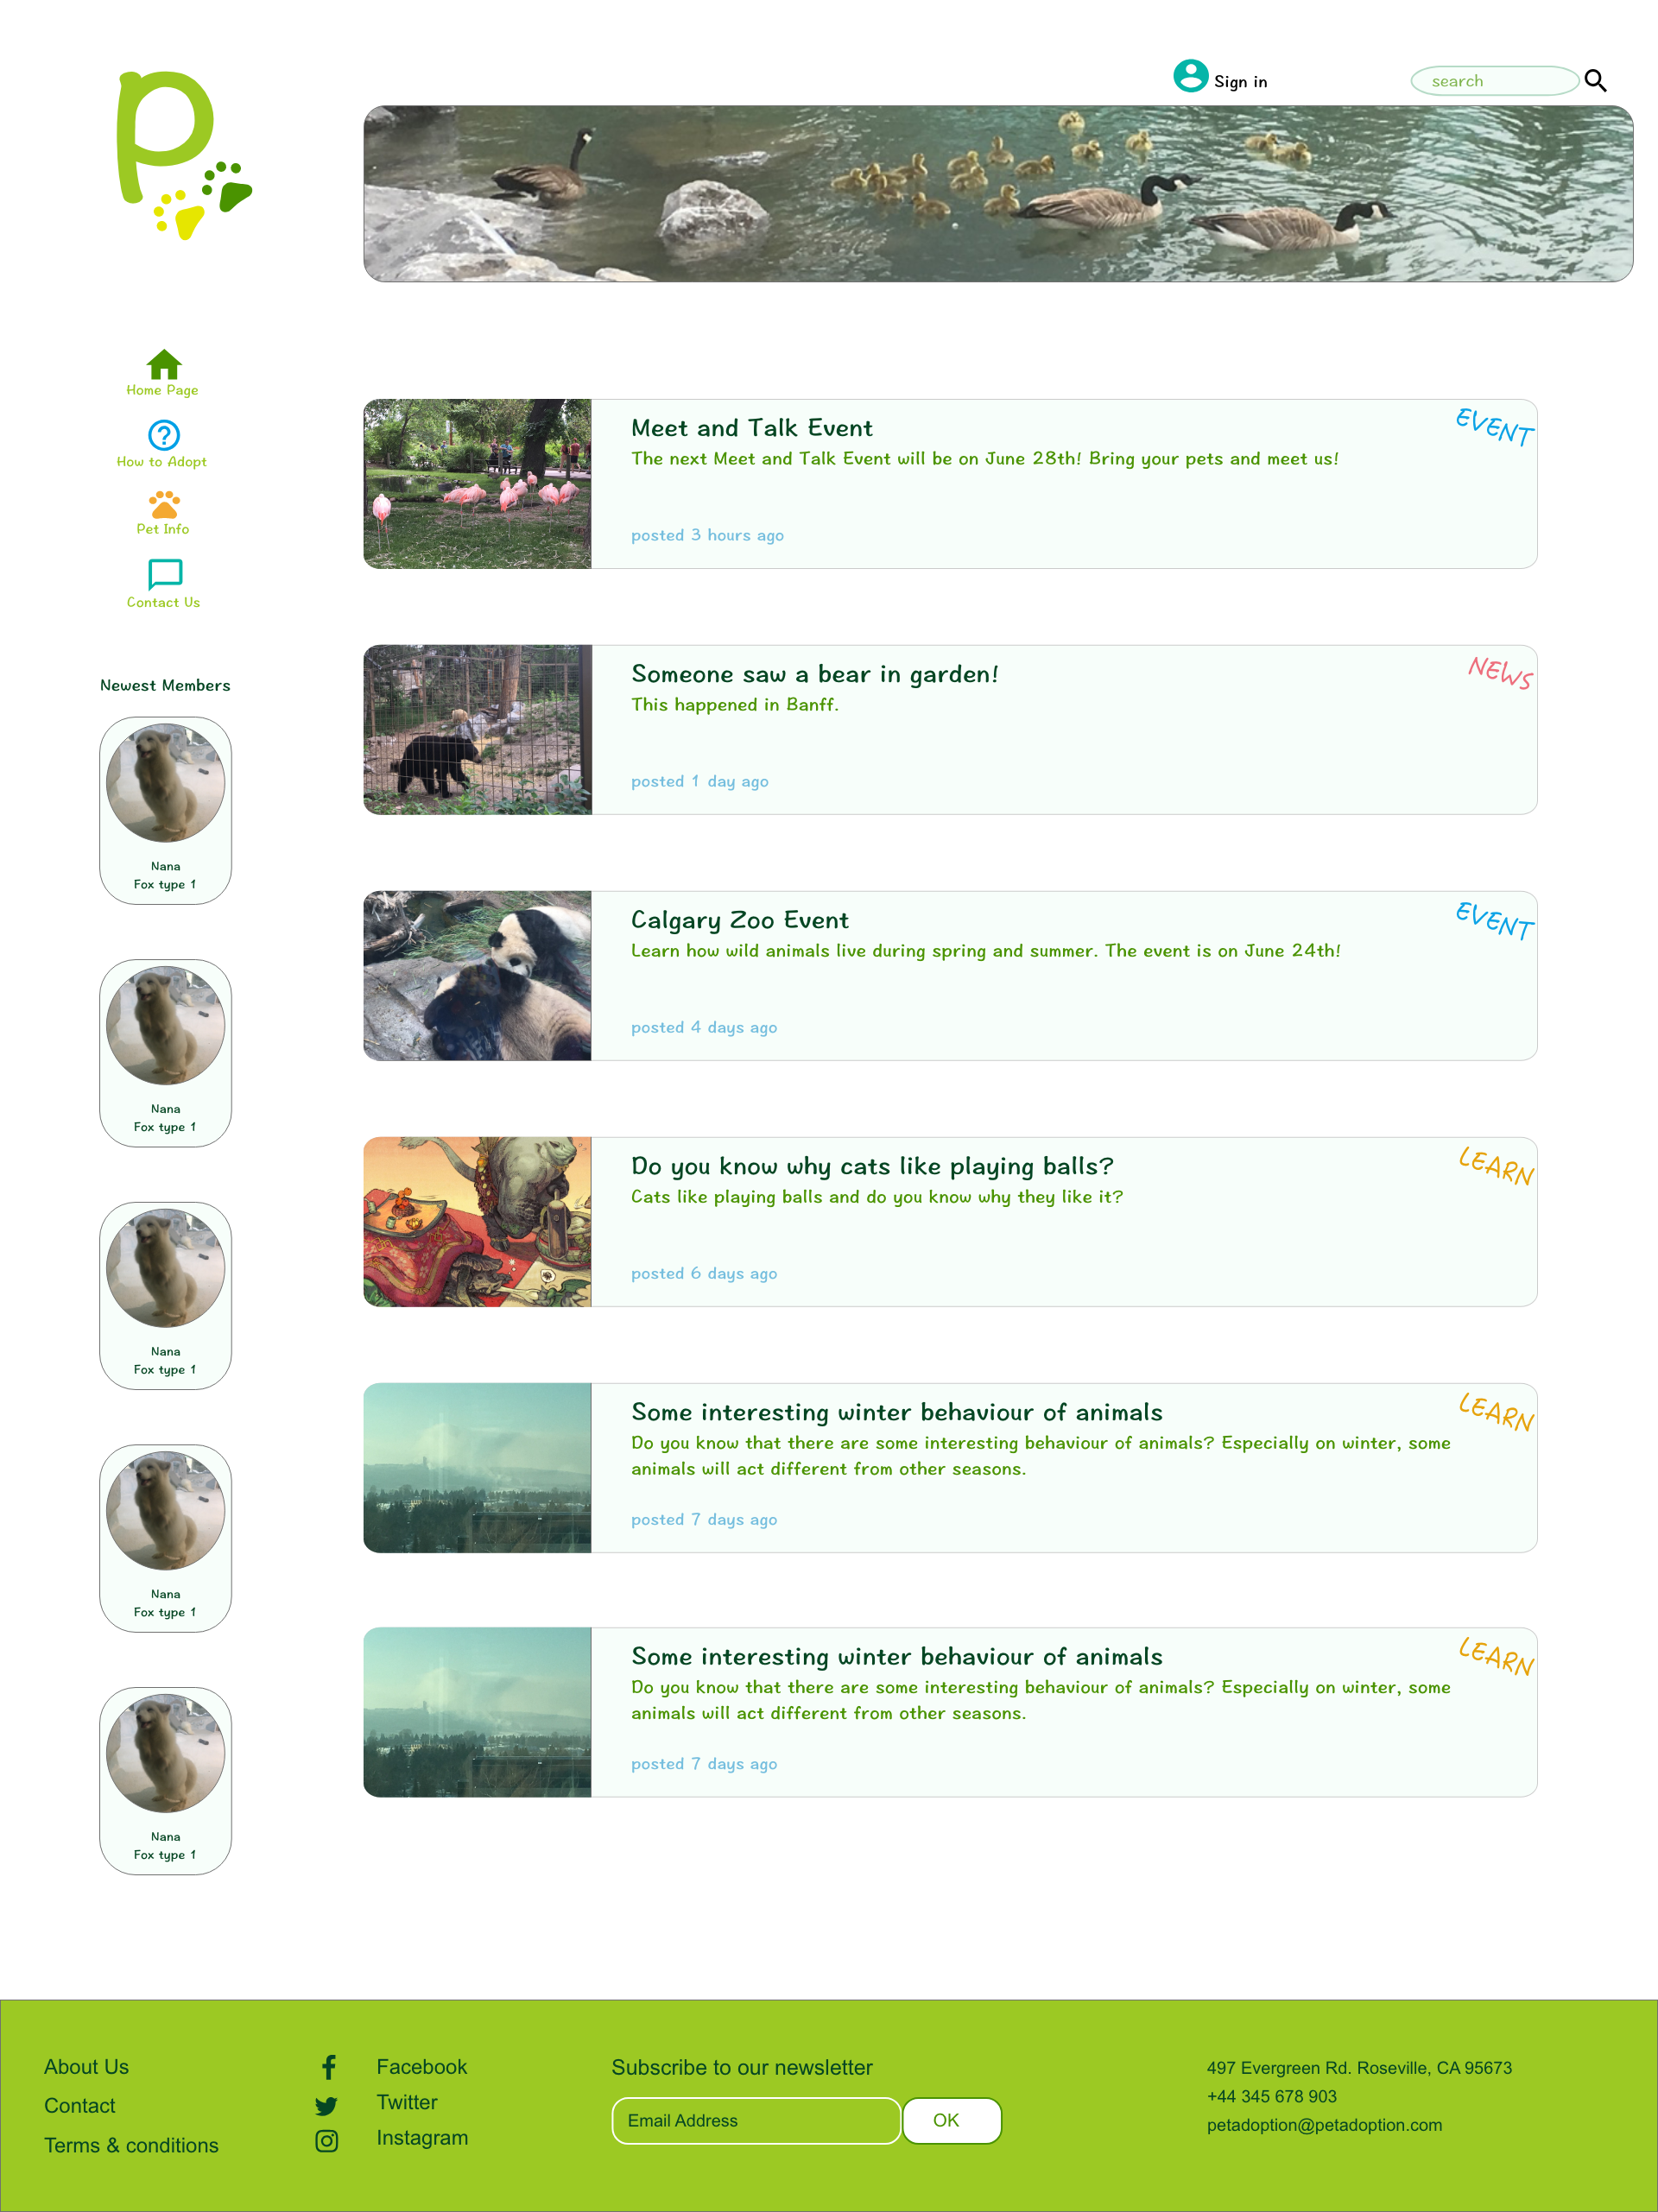 p
Sign in
search
Home Page
How to Adopt
Pet Info
Contact Us
Newest Members
Nana
Fox type 1
Nana
Fox type 1
Nana
Fox type 1
Nana
Fox type 1
Nana
Fox type 1
Meet and Talk Event
EVENT
The next Meet and Talk Event will be on June 28th! Bring your pets and meet us!
posted 3 hours ago
Someone saw a bear in garden!
NEWS
This happened in Banff.
posted 1 day ago
Calgary Zoo Event
EVENT
Learn how wild animals live during spring and summer. The event is on June 24th!
posted 4 days ago
Do you know why cats like playing balls?
LEARN
Cats like playing balls and do you know why they like it?
posted 6 days ago
Some interesting winter behaviour of animals
LEARN
Do you know that there are some interesting behaviour of animals? Especially on winter, some
animals will act different from other seasons.
posted 7 days ago
Some interesting winter behaviour of animals
LEARN
Do you know that there are some interesting behaviour of animals? Especially on winter, some
animals will act different from other seasons.
posted 7 days ago
About Us
Contact
Terms & conditions
Facebook
Twitter
Instagram
Subscribe to our newsletter
Email Address
OK
497 Evergreen Rd. Roseville, CA 95673
+44 345 678 903
petadoption@petadoption.com